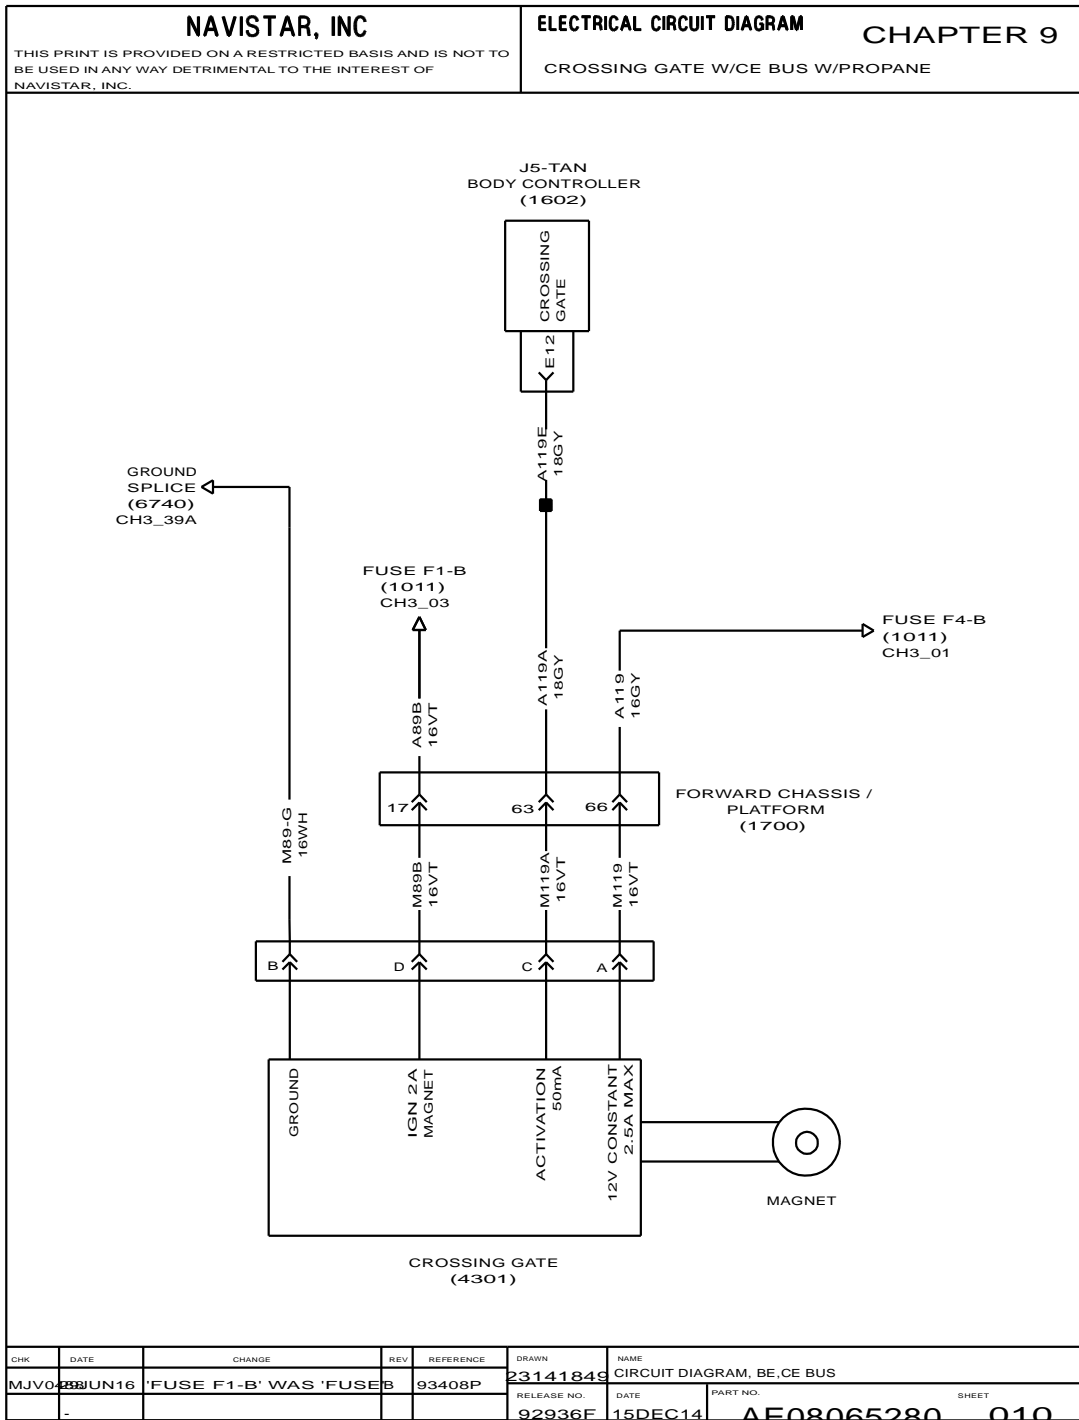 NAVISTAR, INC
THIS PRINT IS PROVIDED ON A RESTRICTED BASIS AND IS NOT TO
BE USED IN ANY WAY DETRIMENTAL TO THE INTEREST OF
NAVISTAR, INC.
ELECTRICAL CIRCUIT DIAGRAM
CHAPTER 9
CROSSING GATE W/CE BUS W/PROPANE
J5-TAN
BODY CONTROLLER
(1602)
CROSSING
GATE
E12
A119E
18GY
GROUND
SPLICE
(6740)
CH3_39A
FUSE F1-B
(1011)
CH3_03
FUSE F4-B
(1011)
CH3_01
A89B
16VT
A119A
18GY
A119
16GY
17
63
66
FORWARD CHASSIS /
PLATFORM
(1700)
M89-G
16WH
M89B
16VT
M119A
16VT
M119
16VT
B
D
C
A
GROUND
IGN 2A
MAGNET
ACTIVATION
50mA
12V CONSTANT
2.5A MAX
MAGNET
CROSSING GATE
(4301)
CHK
DATE
CHANGE
REV
REFERENCE
DRAWN
NAME
JUN16
'FUSE F1-B' WAS 'FUSE
B
93408P
23141849
CIRCUIT DIAGRAM, BE,CE BUS
RELEASE NO.
DATE
PART NO.
SHEET
-
92936F
15DEC14
AE08065280
010